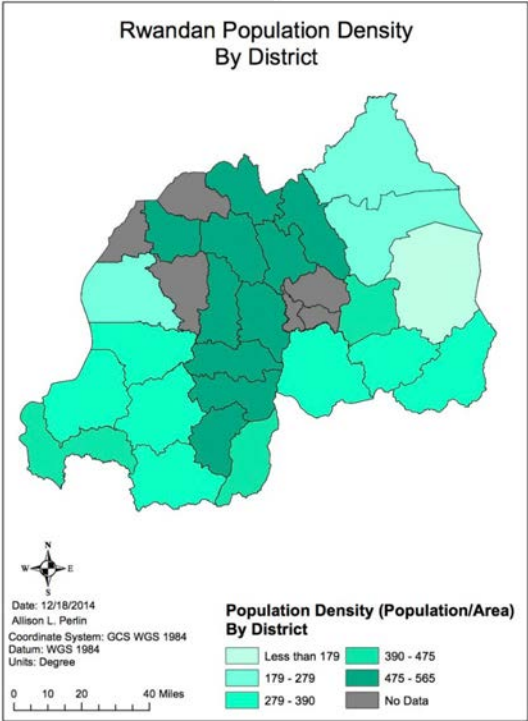 Rwandan Population Density
By District
N
W E
S
Date: 12/18/2014
Allison L. Perlin
Coordinate System: GCS WGS 1984
Datum: WGS 1984
Units: Degree
0 5 10 20 30 40 Miles
Population Density (Population/Area)
By District
Less than 179
179 - 279
279 - 390
390 - 475
475 - 565
No Data